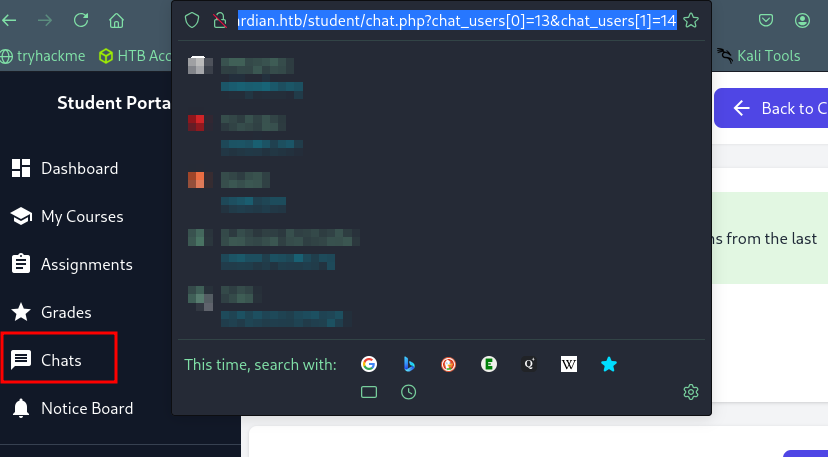 rdian.htb/student/chat.php?chat_users[0]=13&chat_users[1]=14
tryhackme
HTB Acc
Kali Tools
Student Porta
Back to C
Dashboard
My Courses
ns from the last
Assignments
Grades
This time, search with:
Chats
Notice Board